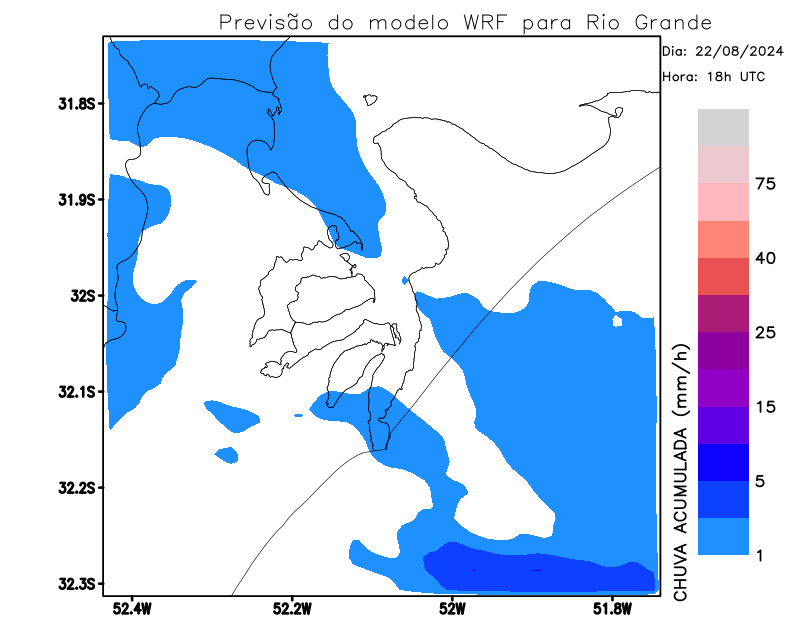 Previsão do modelo WRF para Rio Grande
Dia: 22/08/2024
Hora: 18h UTC
31.8S
31.9S
32S
32.1S
32.2S
32.3S
52.4W
52.2W
52W
51.8W
75
40
25
15
5
1
CHUVA ACUMULADA (mm/h)